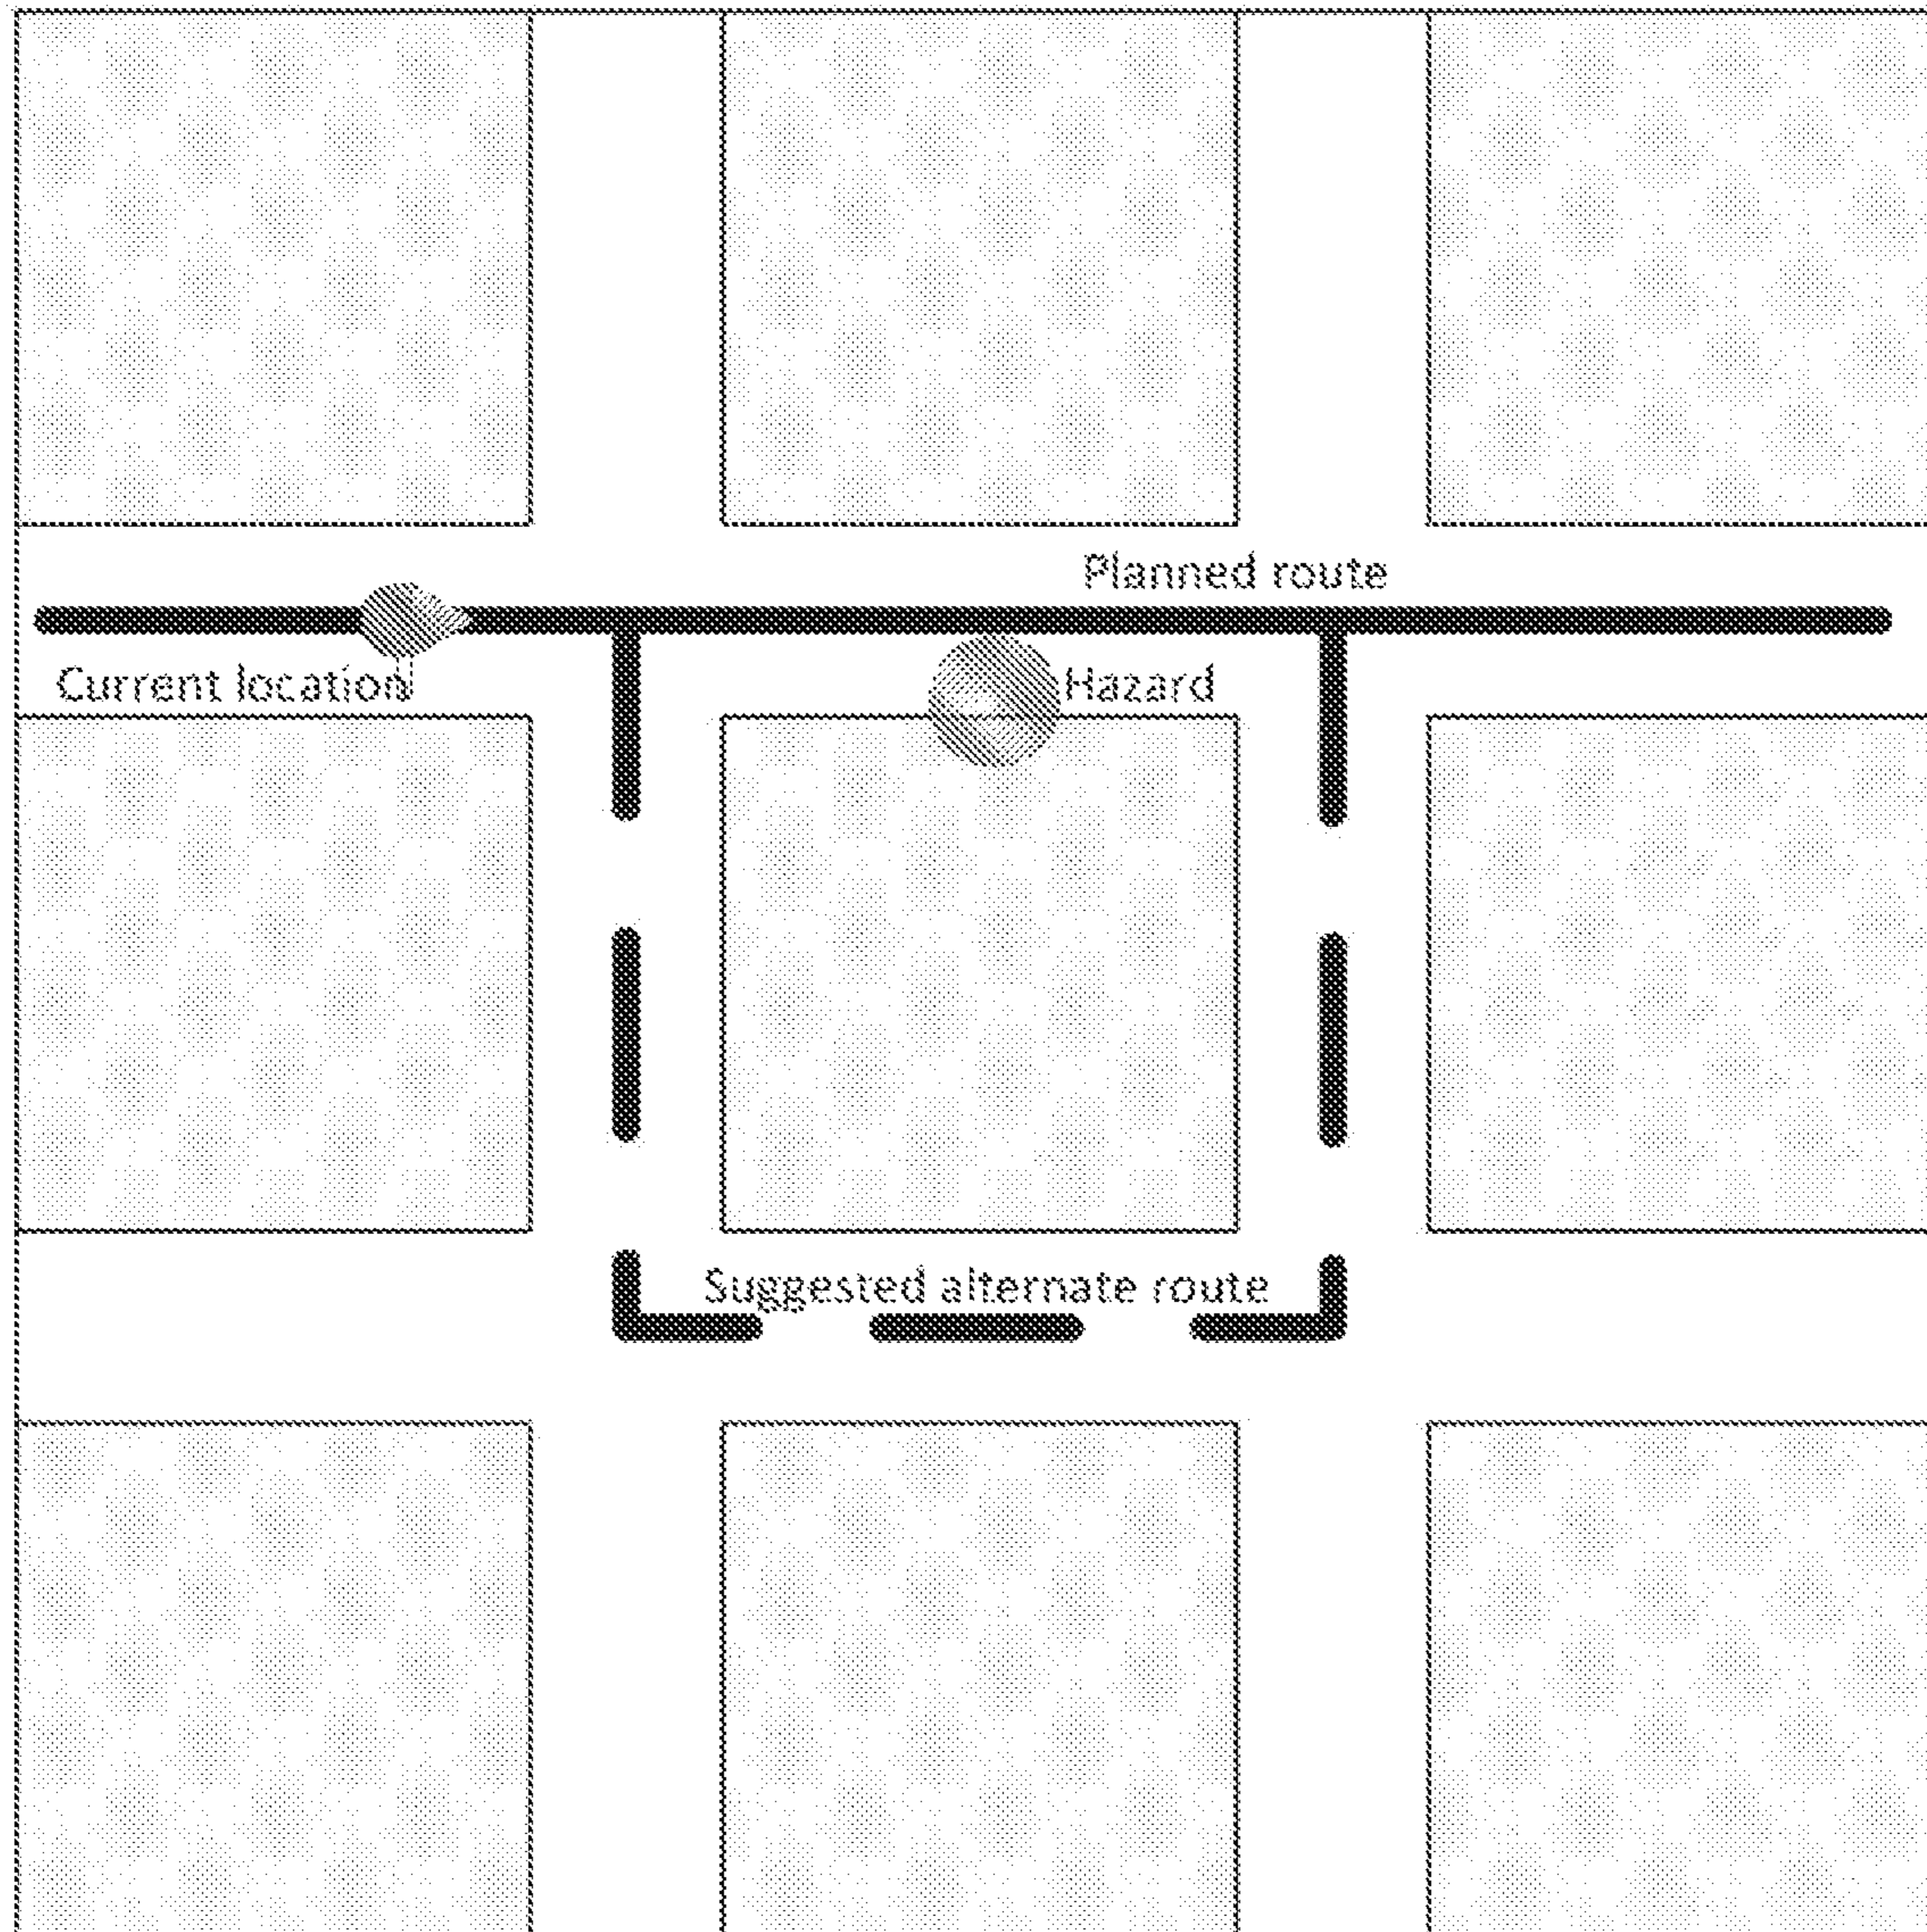 Planned route
Current location
Hazard
Suggested alternate route